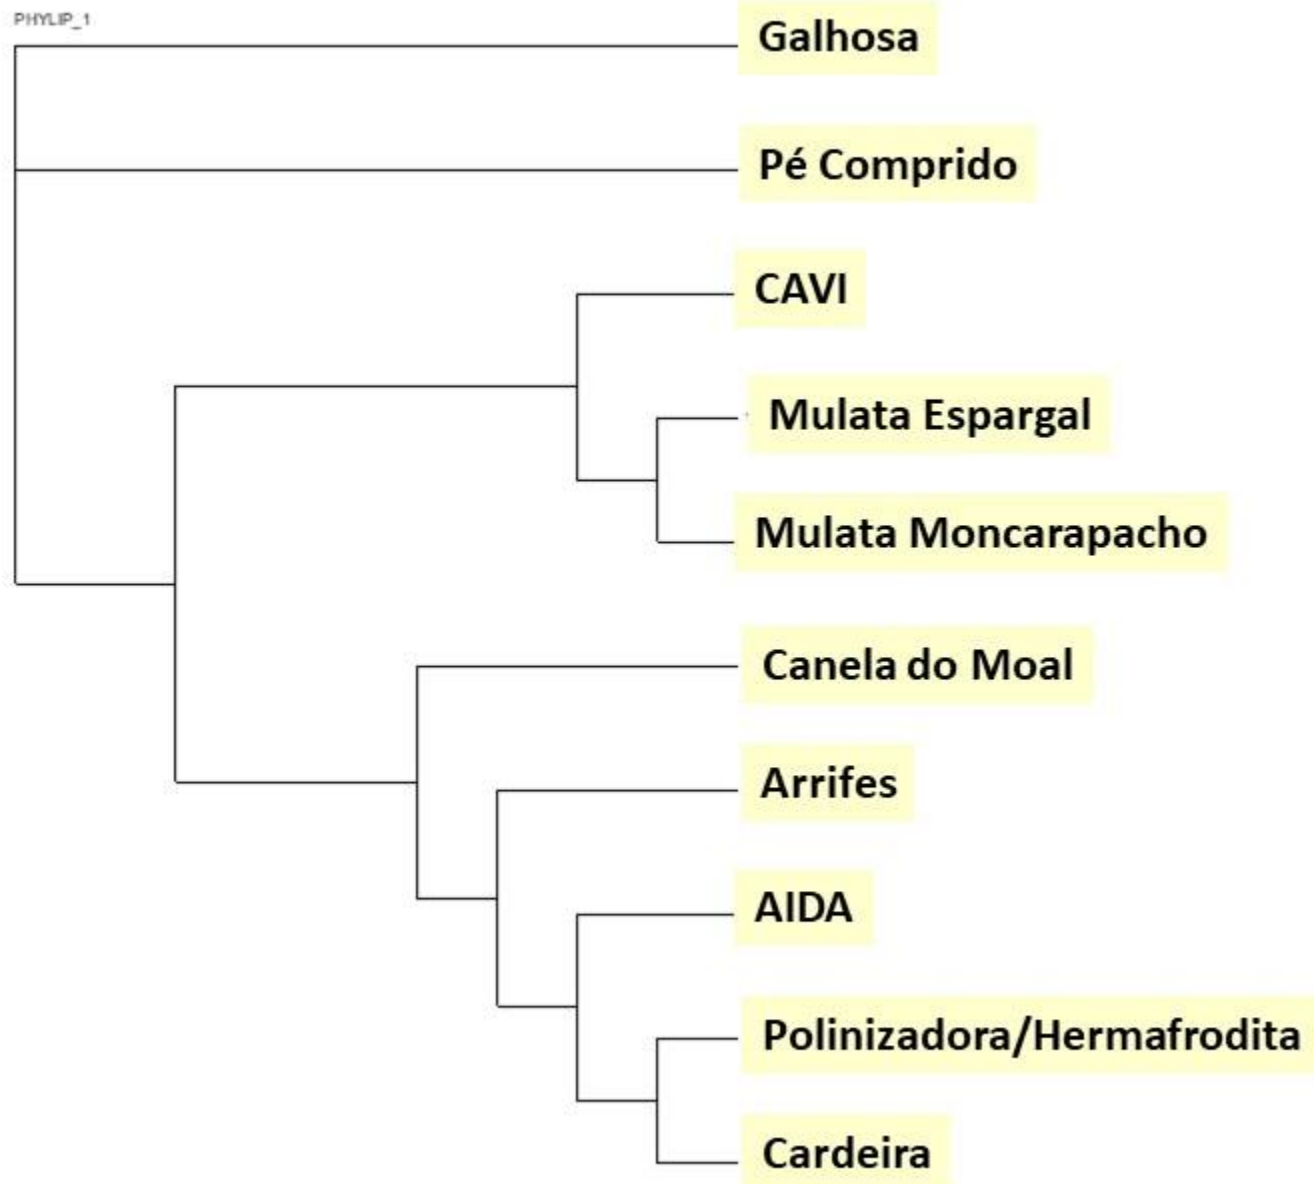 PHYLIP_1
Galhosa
Pé Comprido
CAVI
Mulata Espargal
Mulata Moncarapacho
Canela do Moal
Arrifes
AIDA
Polinizadora/Hermafrodita
Cardeira